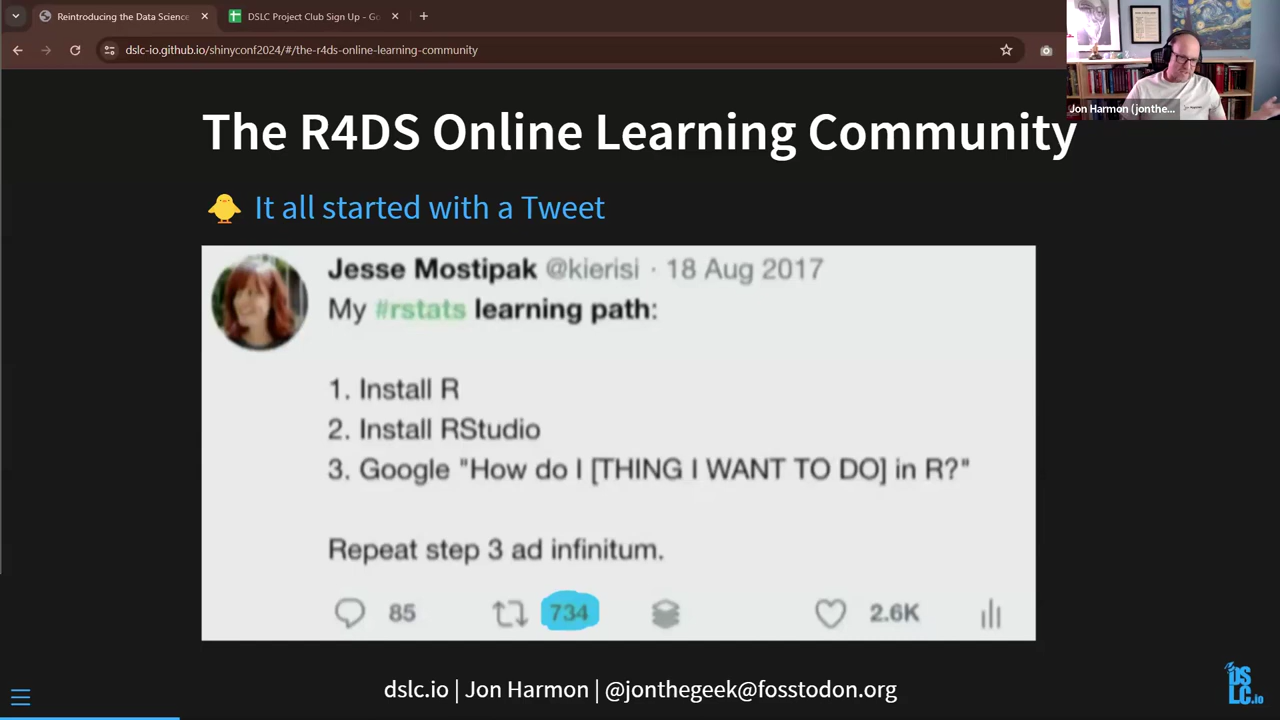 Reintroducing the Data Science
DSLC Project Club Sign Up - Go
dslc-io.github.io/shinyconf2024/#/the-r4ds-online-learning-community
Jon Harmon (jonthe...
The R4DS Online Learning Community
It all started with a Tweet
Jesse Mostipak @kierisi · 18 Aug 2017
My #rstats learning path:
1. Install R
2. Install RStudio
3. Google "How do I [THING I WANT TO DO] in R?"
Repeat step 3 ad infinitum.
85 734 2.6K
dslc.io | Jon Harmon | @jonthegeek@fosstodon.org
DS
LC.io